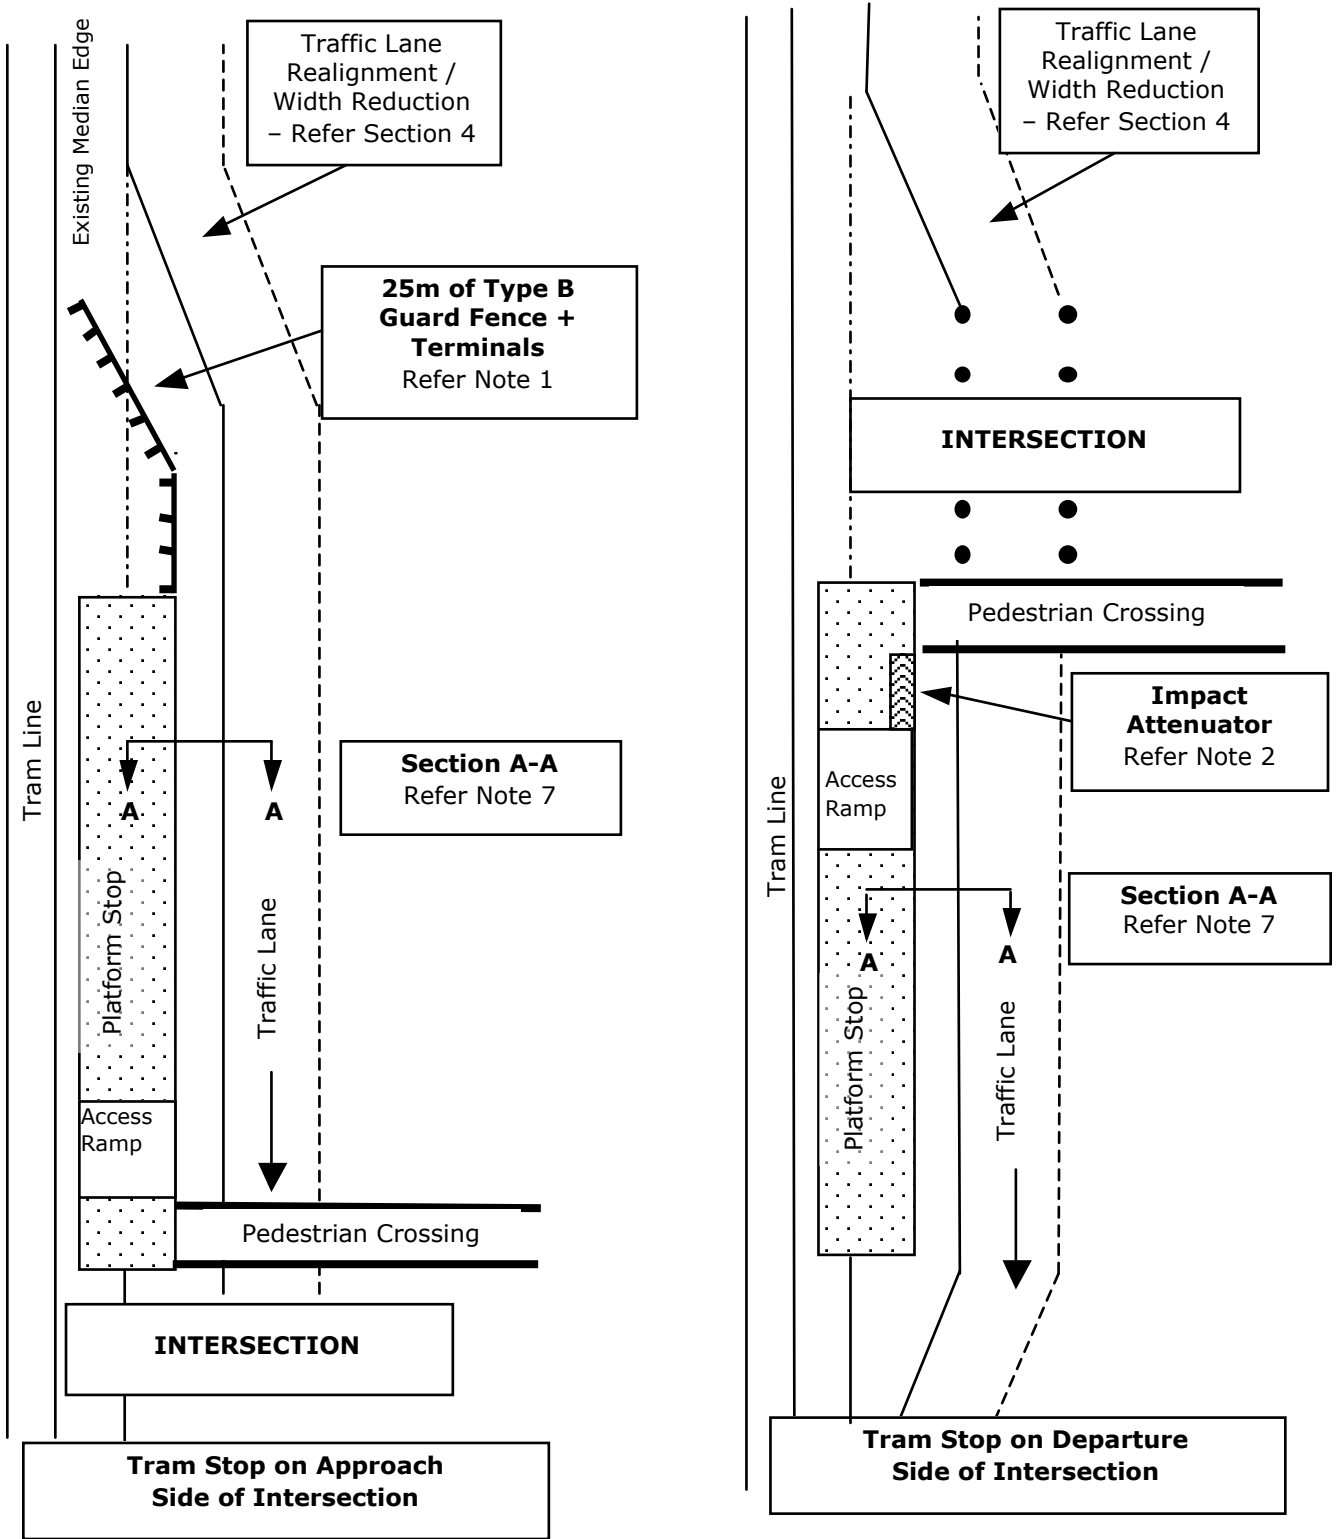 Existing Median Edge
Traffic Lane
Realignment /
Width Reduction
– Refer Section 4
25m of Type B
Guard Fence +
Terminals
Refer Note 1
Tram Line
Section A-A
Refer Note 7
A
A
Platform Stop
Traffic Lane
Access
Ramp
Pedestrian Crossing
INTERSECTION
Tram Stop on Approach
Side of Intersection
Traffic Lane
Realignment /
Width Reduction
– Refer Section 4
INTERSECTION
Pedestrian Crossing
Impact
Attenuator
Refer Note 2
Access
Ramp
Tram Line
Section A-A
Refer Note 7
A
A
Platform Stop
Traffic Lane
Tram Stop on Departure
Side of Intersection